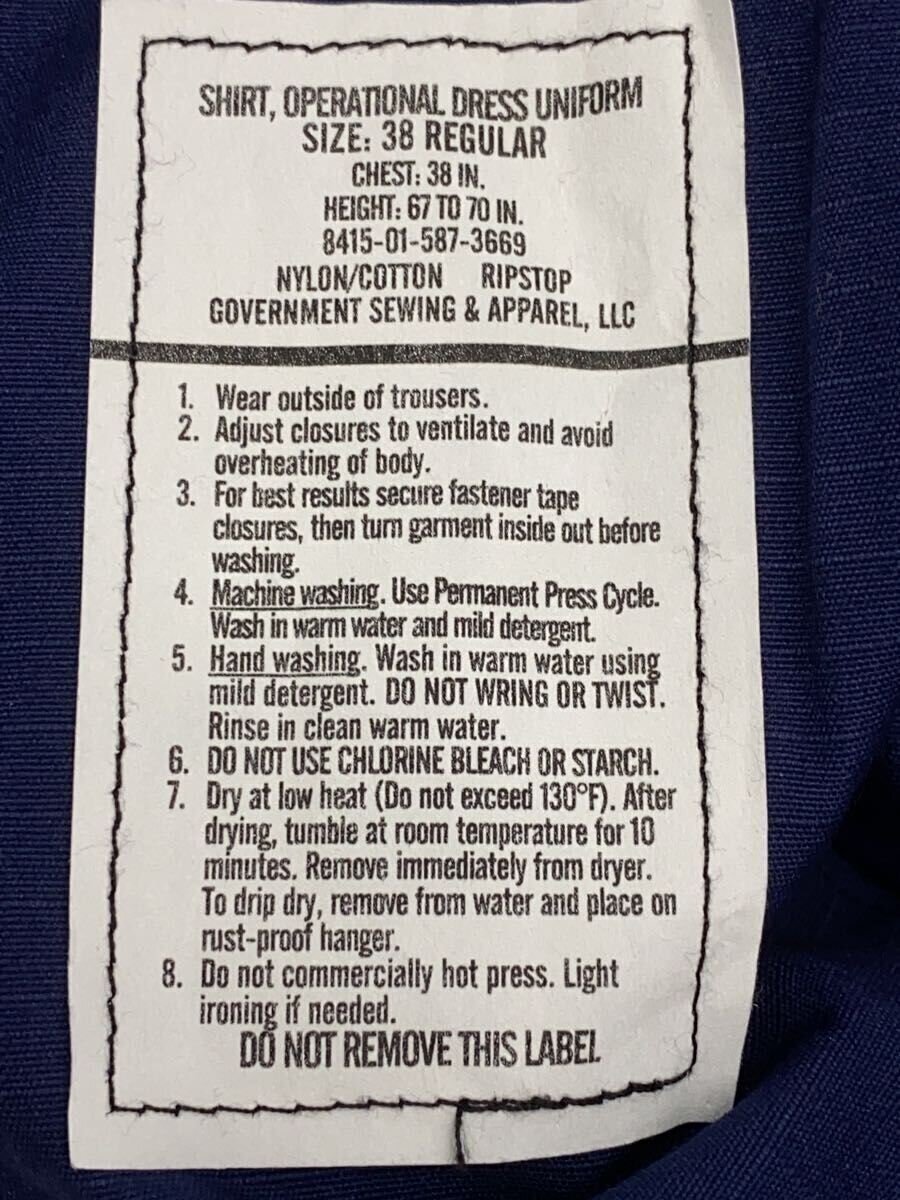 SHIRT, OPERATIONAL DRESS UNIFORM
SIZE: 38 REGULAR
CHEST: 38 IN.
HEIGHT: 67 TO 70 IN.
8415-01-587-3669
NYLON/COTTON RIPSTOP
GOVERNMENT SEWING & APPAREL, LLC
1. Wear outside of trousers.
2. Adjust closures to ventilate and avoid
overheating of body.
3. For best results secure fastener tape
closures, then turn garment inside out before
washing.
4. Machine washing. Use Permanent Press Cycle.
Wash in warm water and mild detergent.
5. Hand washing. Wash in warm water using
mild detergent. DO NOT WRING OR TWIST.
Rinse in clean warm water.
6. DO NOT USE CHLORINE BLEACH OR STARCH.
7. Dry at low heat (Do not exceed 130°F). After
drying, tumble at room temperature for 10
minutes. Remove immediately from dryer.
To drip dry, remove from water and place on
rust-proof hanger.
8. Do not commercially hot press. Light
ironing if needed.
DO NOT REMOVE THIS LABEL